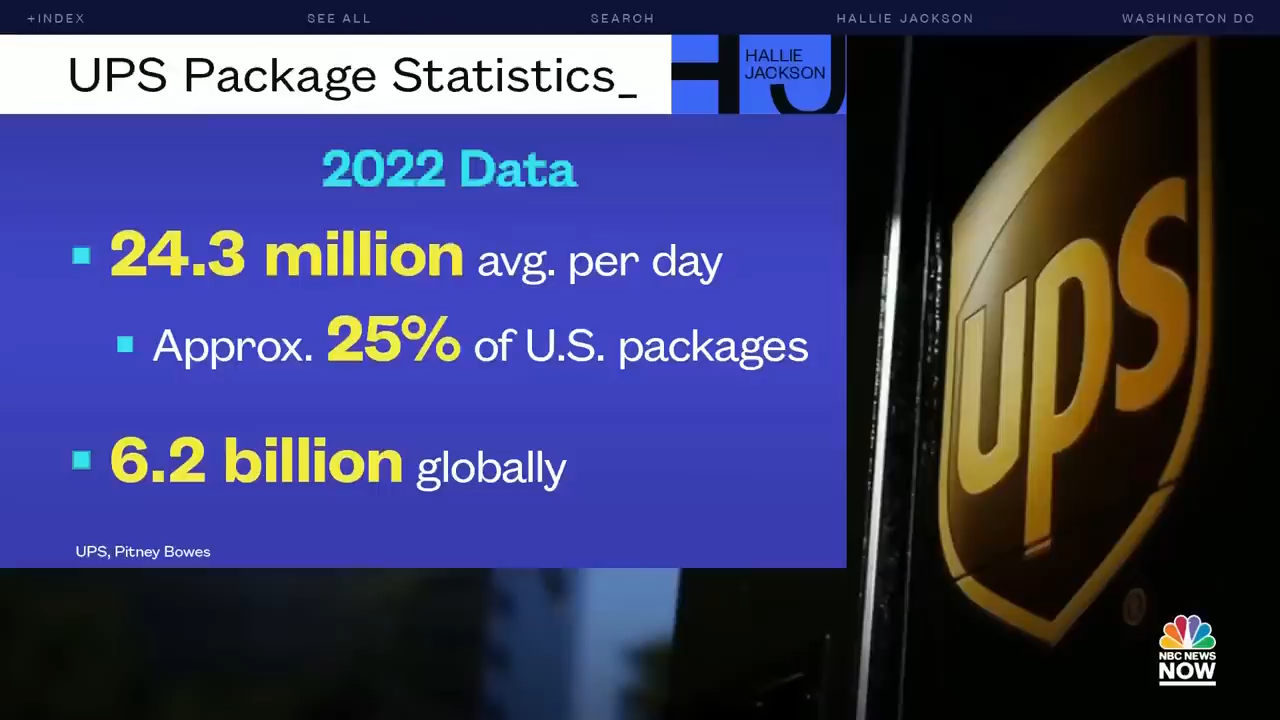 +INDEX SEE ALL SEARCH HALLIE JACKSON WASHINGTON DC
UPS Package Statistics_
HALLIE
JACKSON
HJ
2022 Data
24.3 million avg. per day
Approx. 25% of U.S. packages
6.2 billion globally
UPS, Pitney Bowes
ups
®
NBC NEWS
NOW